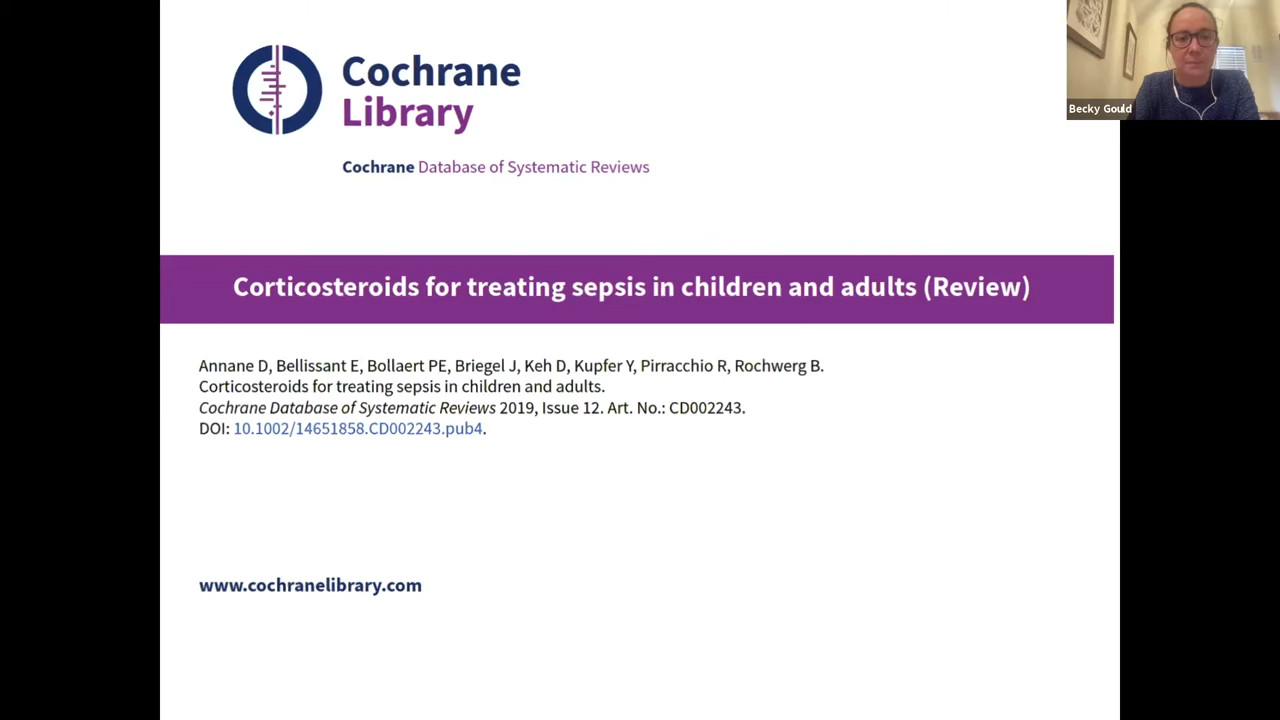 Cochrane
Library
Cochrane Database of Systematic Reviews
Becky Gould
Corticosteroids for treating sepsis in children and adults (Review)
Annane D, Bellissant E, Bollaert PE, Briegel J, Keh D, Kupfer Y, Pirracchio R, Rochwerg B.
Corticosteroids for treating sepsis in children and adults.
Cochrane Database of Systematic Reviews 2019, Issue 12. Art. No.: CD002243.
DOI: 10.1002/14651858.CD002243.pub4.
www.cochranelibrary.com